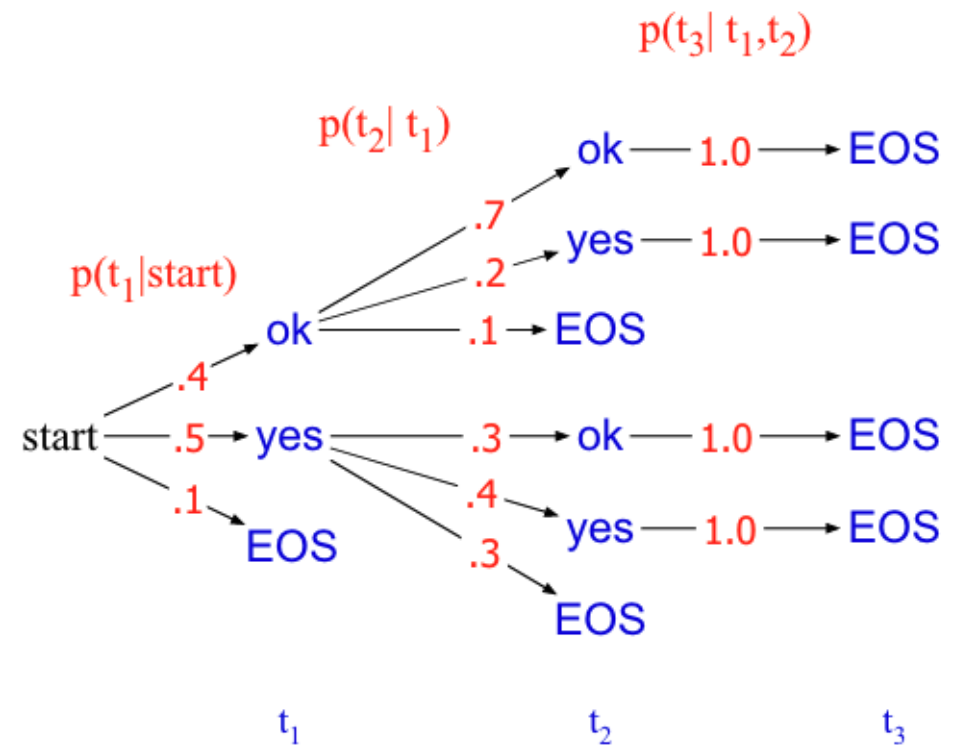 p(t₃| t₁,t₂)
p(t₂| t₁)
ok 1.0 EOS
.7
yes 1.0 EOS
p(t₁|start)
.2
ok .1 EOS
.4
start .5 yes .3 ok 1.0 EOS
.1
.4
yes 1.0 EOS
EOS
.3
EOS
t₁ t₂ t₃